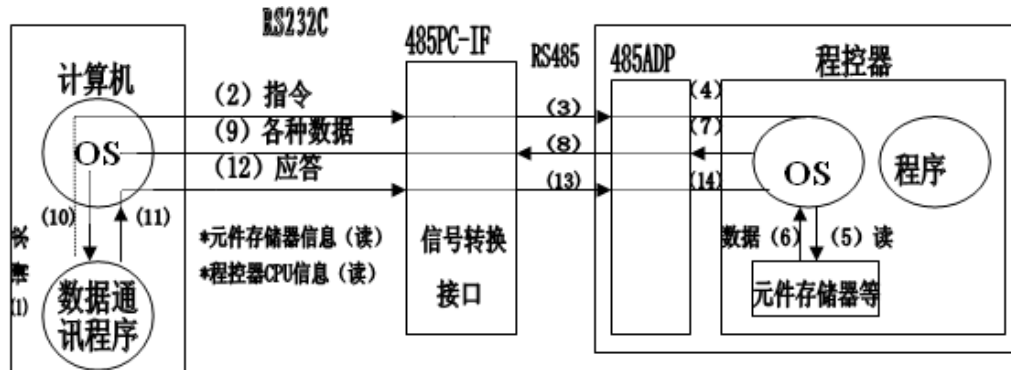 RS232C
485PC-IF
RS485
485ADP
程控器
计算机
(2)指令
(3)
(4)
(9)各种数据
(8)
(7)
OS
(12)应答
(13)
(14)
OS
程序
(10)
(11)
*元件存储器信息(读)
*程控器CPU信息(读)
信号转换
接口
数据(6)
(5)读
元件存储器等
(1)
数据通
讯程序